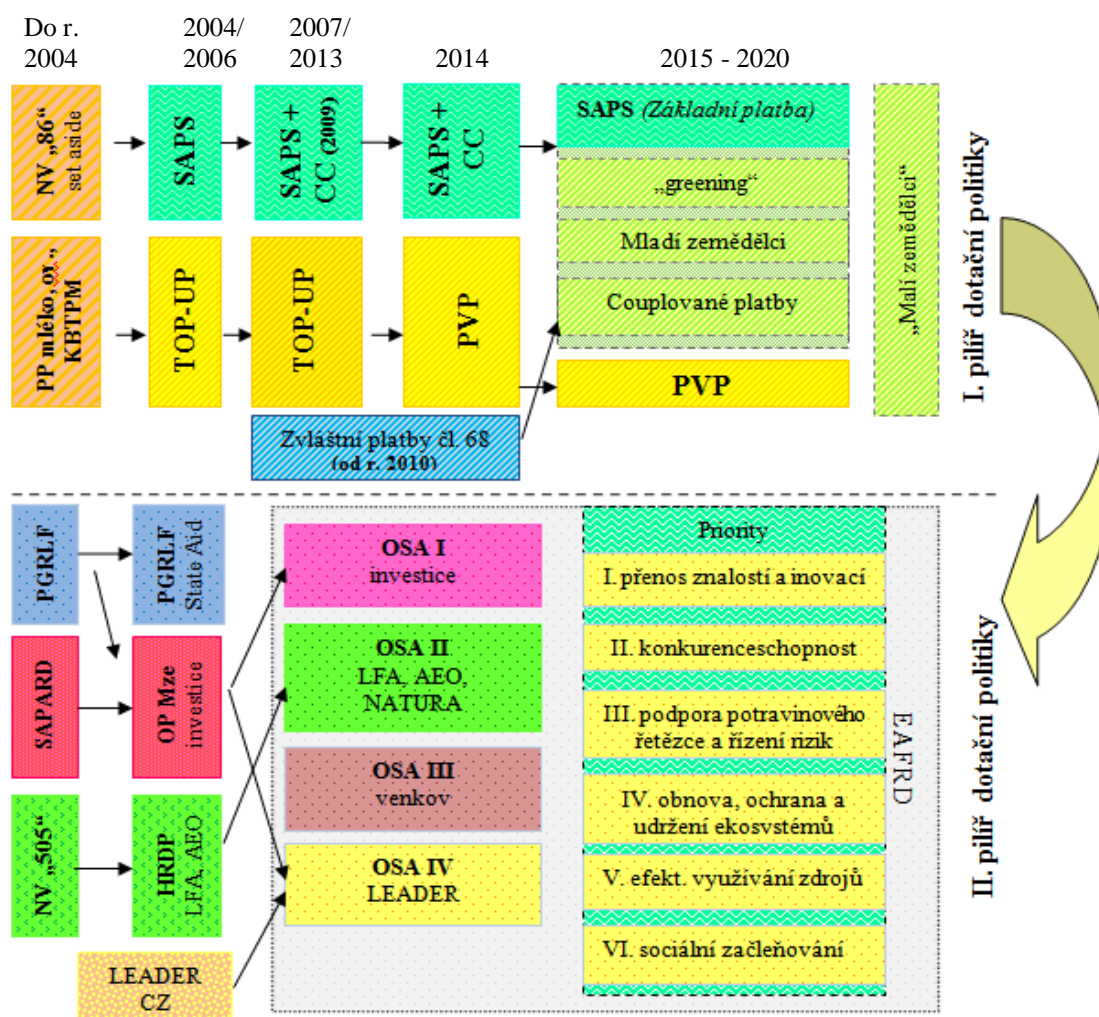 Do r.
2004
2004/
2006
2007/
2013
2014
2015 - 2020
NV „86“
set aside
SAPS
SAPS +
CC (2009)
SAPS +
CC
SAPS (Základní platba)
„greening“
Mladí zemědělci
Couplované platby
„Malí zemědělci“
I. pilíř dotační politiky
PP mléko, ov.,
KBTPM
TOP-UP
TOP-UP
PVP
PVP
Zvláštní platby čl. 68
(od r. 2010)
PGRLF
PGRLF
State Aid
SAPARD
OP Mze
investice
NV „505“
HRDP
LFA, AEO
LEADER
CZ
OSA I
investice
OSA II
LFA, AEO,
NATURA
OSA III
venkov
OSA IV
LEADER
Priority
I. přenos znalostí a inovací
II. konkurenceschopnost
III. podpora potravinového
řetězce a řízení rizik
IV. obnova, ochrana a
udržení ekosystémů
V. efekt. využívání zdrojů
VI. sociální začleňování
EAFRD
II. pilíř dotační politiky